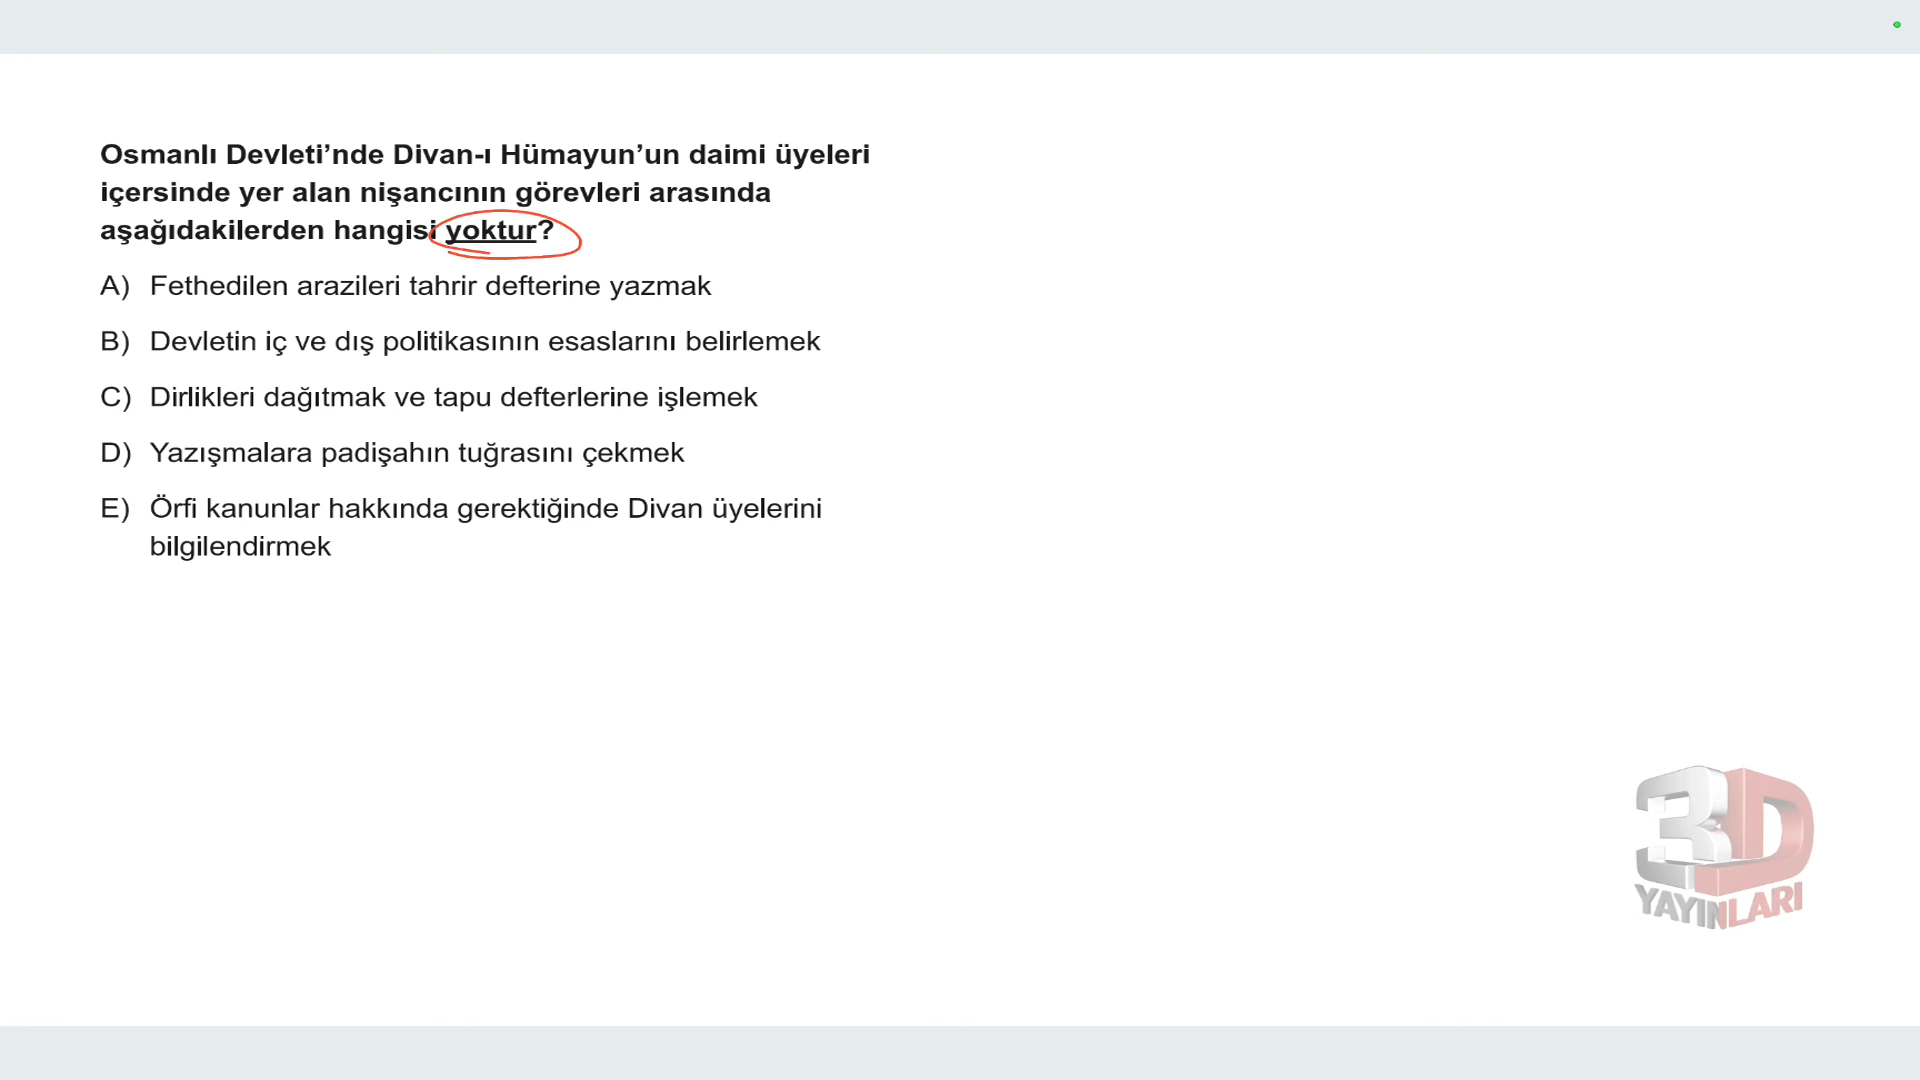 Osmanlı Devleti’nde Divan-ı Hümayun’un daimi üyeleri
içersinde yer alan nişancının görevleri arasında
aşağıdakilerden hangisi yoktur?
A) Fethedilen arazileri tahrir defterine yazmak
B) Devletin iç ve dış politikasının esaslarını belirlemek
C) Dirlikleri dağıtmak ve tapu defterlerine işlemek
D) Yazışmalara padişahın tuğrasını çekmek
E) Örfi kanunlar hakkında gerektiğinde Divan üyelerini
bilgilendirmek
3D
YAYINLARI